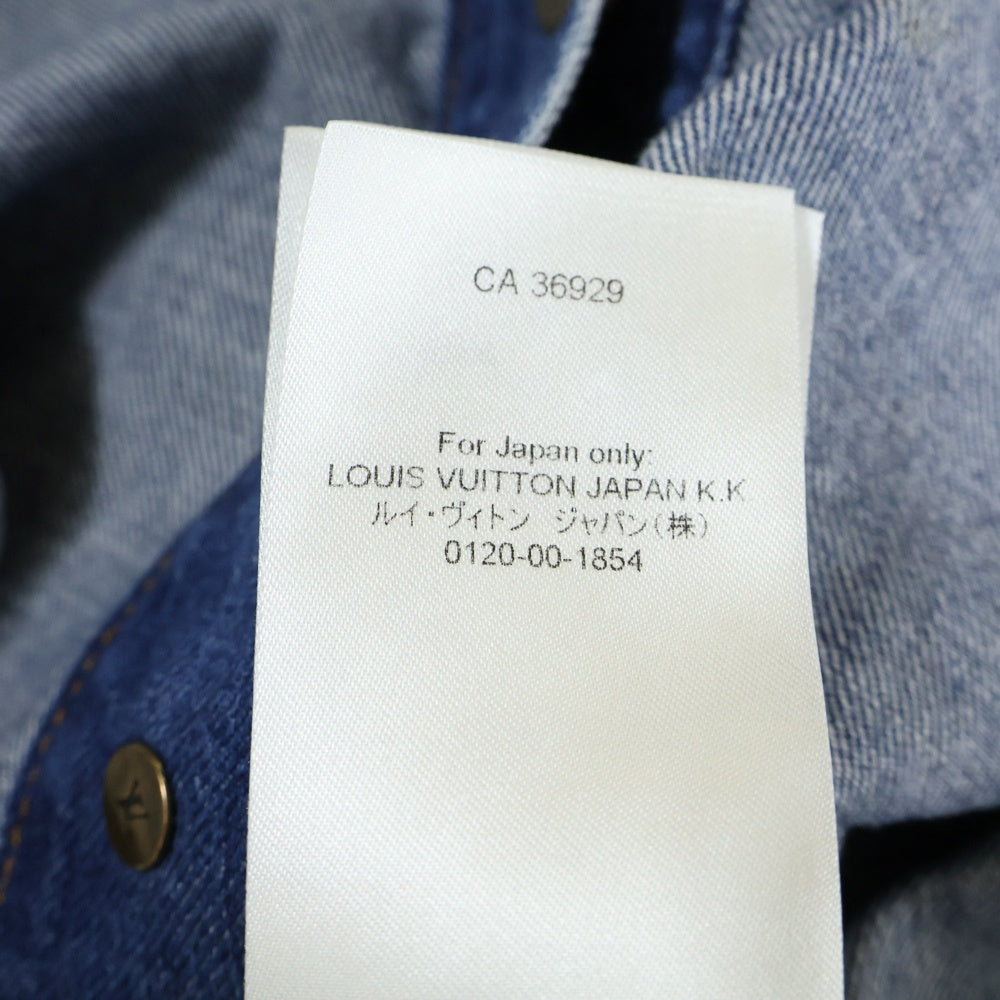 CA 36929
For Japan only:
LOUIS VUITTON JAPAN K.K
ルイ・ヴィトン ジャパン(株)
0120-00-1854